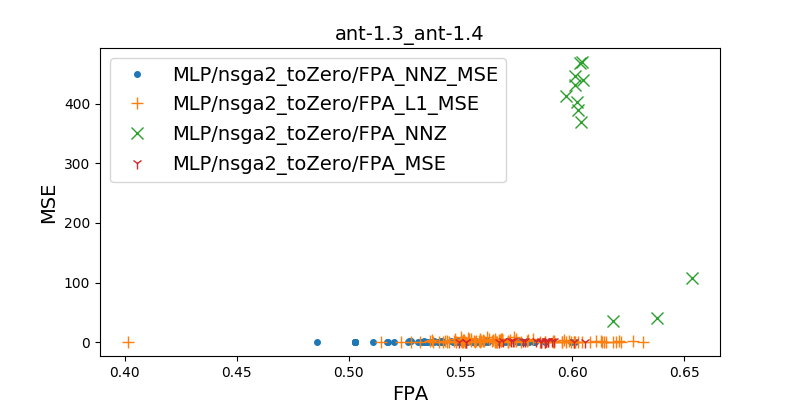 ant-1.3_ant-1.4
MLP/nsga2_toZero/FPA_NNZ_MSE
MLP/nsga2_toZero/FPA_L1_MSE
MLP/nsga2_toZero/FPA_NNZ
MLP/nsga2_toZero/FPA_MSE
MSE
400
300
200
100
0
0.40 0.45 0.50 0.55 0.60 0.65
FPA